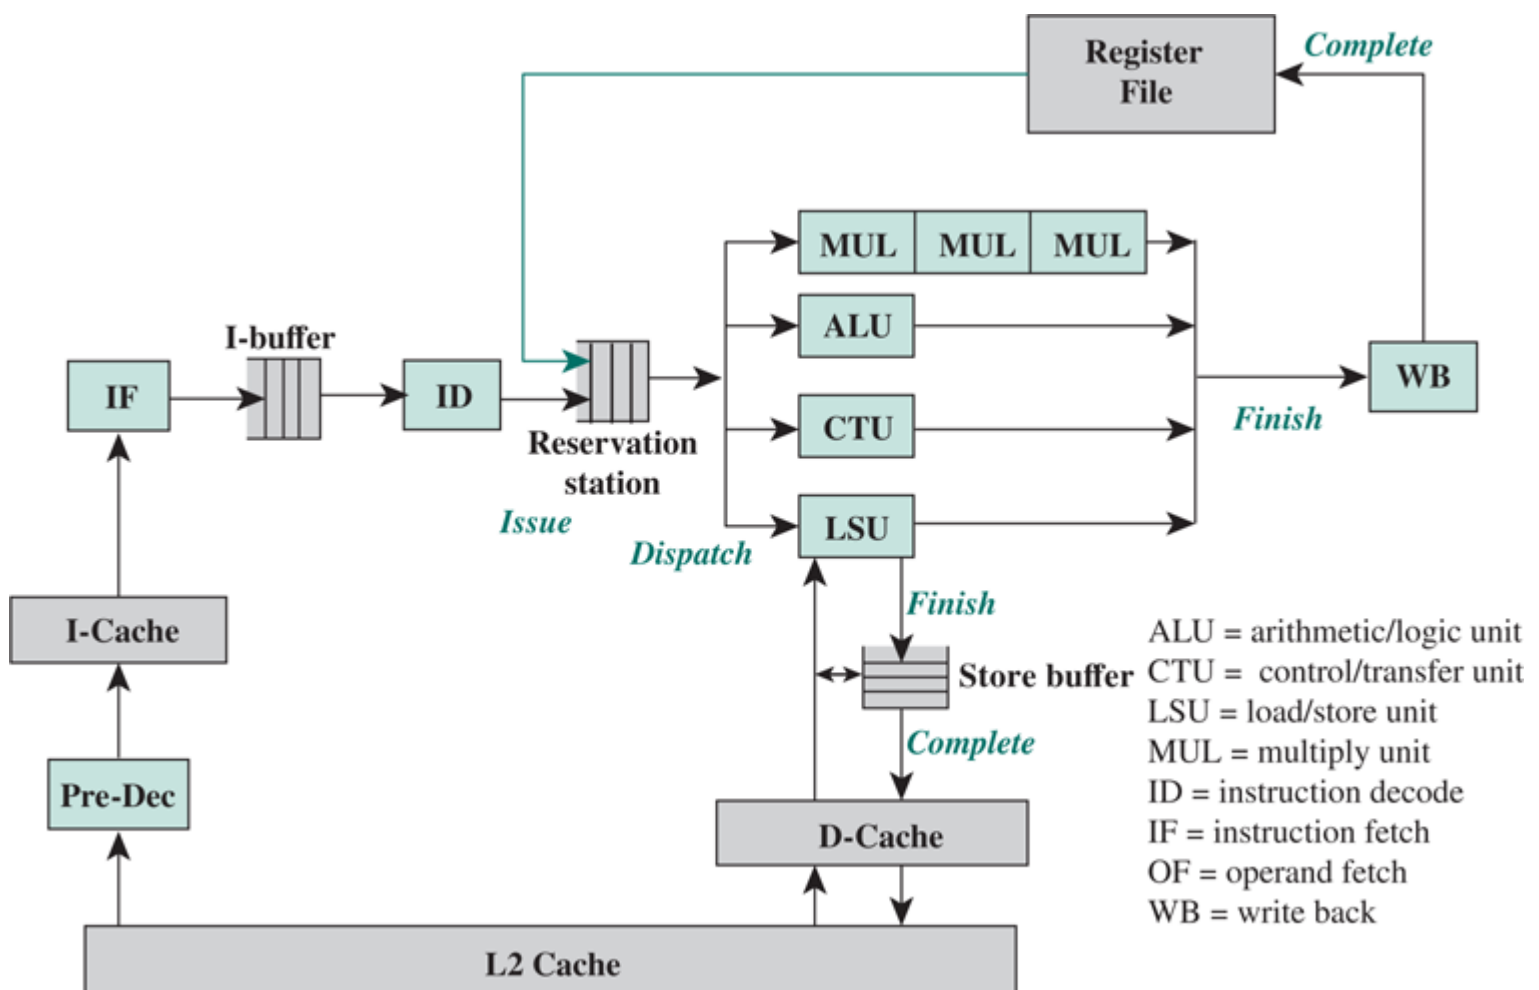 Register
File
Complete
MUL MUL MUL
ALU
I-buffer
IF
ID
WB
CTU
Finish
Reservation
station
Issue
LSU
Dispatch
Finish
I-Cache
Store buffer
Complete
Pre-Dec
D-Cache
L2 Cache
ALU = arithmetic/logic unit
CTU = control/transfer unit
LSU = load/store unit
MUL = multiply unit
ID = instruction decode
IF = instruction fetch
OF = operand fetch
WB = write back